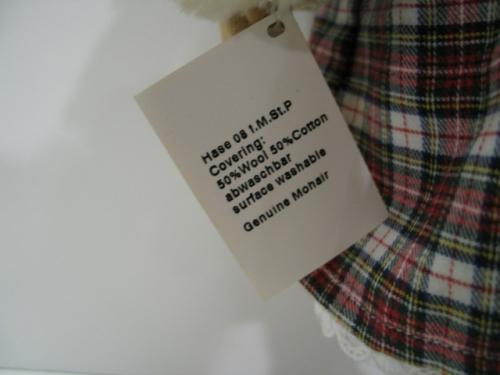 Hase 08 f.M.St.P
Covering:
50%Wool 50%Cotton
abwaschbar
surface washable
Genuine Mohair